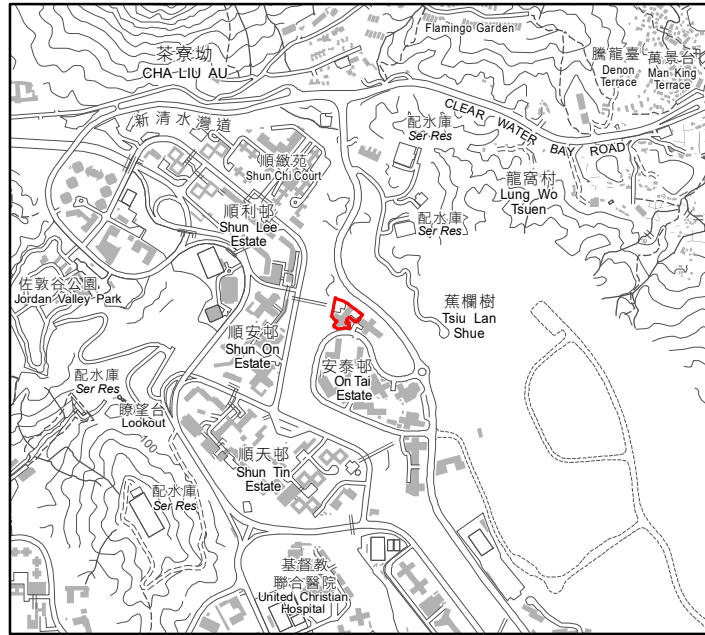 Flamingo Garden
茶寮坳
CHA LIU AU
騰龍臺
Denon
Terrace
萬景台
Man King
Terrace
CLEAR WATER BAY ROAD
新清水灣道
配水庫
Ser Res
順緻苑
Shun Chi Court
龍窩村
Lung Wo
Tsuen
順利邨
Shun Lee
Estate
配水庫
Ser Res
佐敦谷公園
Jordan Valley Park
蕉欄樹
Tsiu Lan
Shue
順安邨
Shun On
Estate
安泰邨
On Tai
Estate
配水庫
Ser Res
瞭望台
Lookout
100
順天邨
Shun Tin
Estate
配水庫
Ser Res
基督教
聯合醫院
United Christian
Hospital